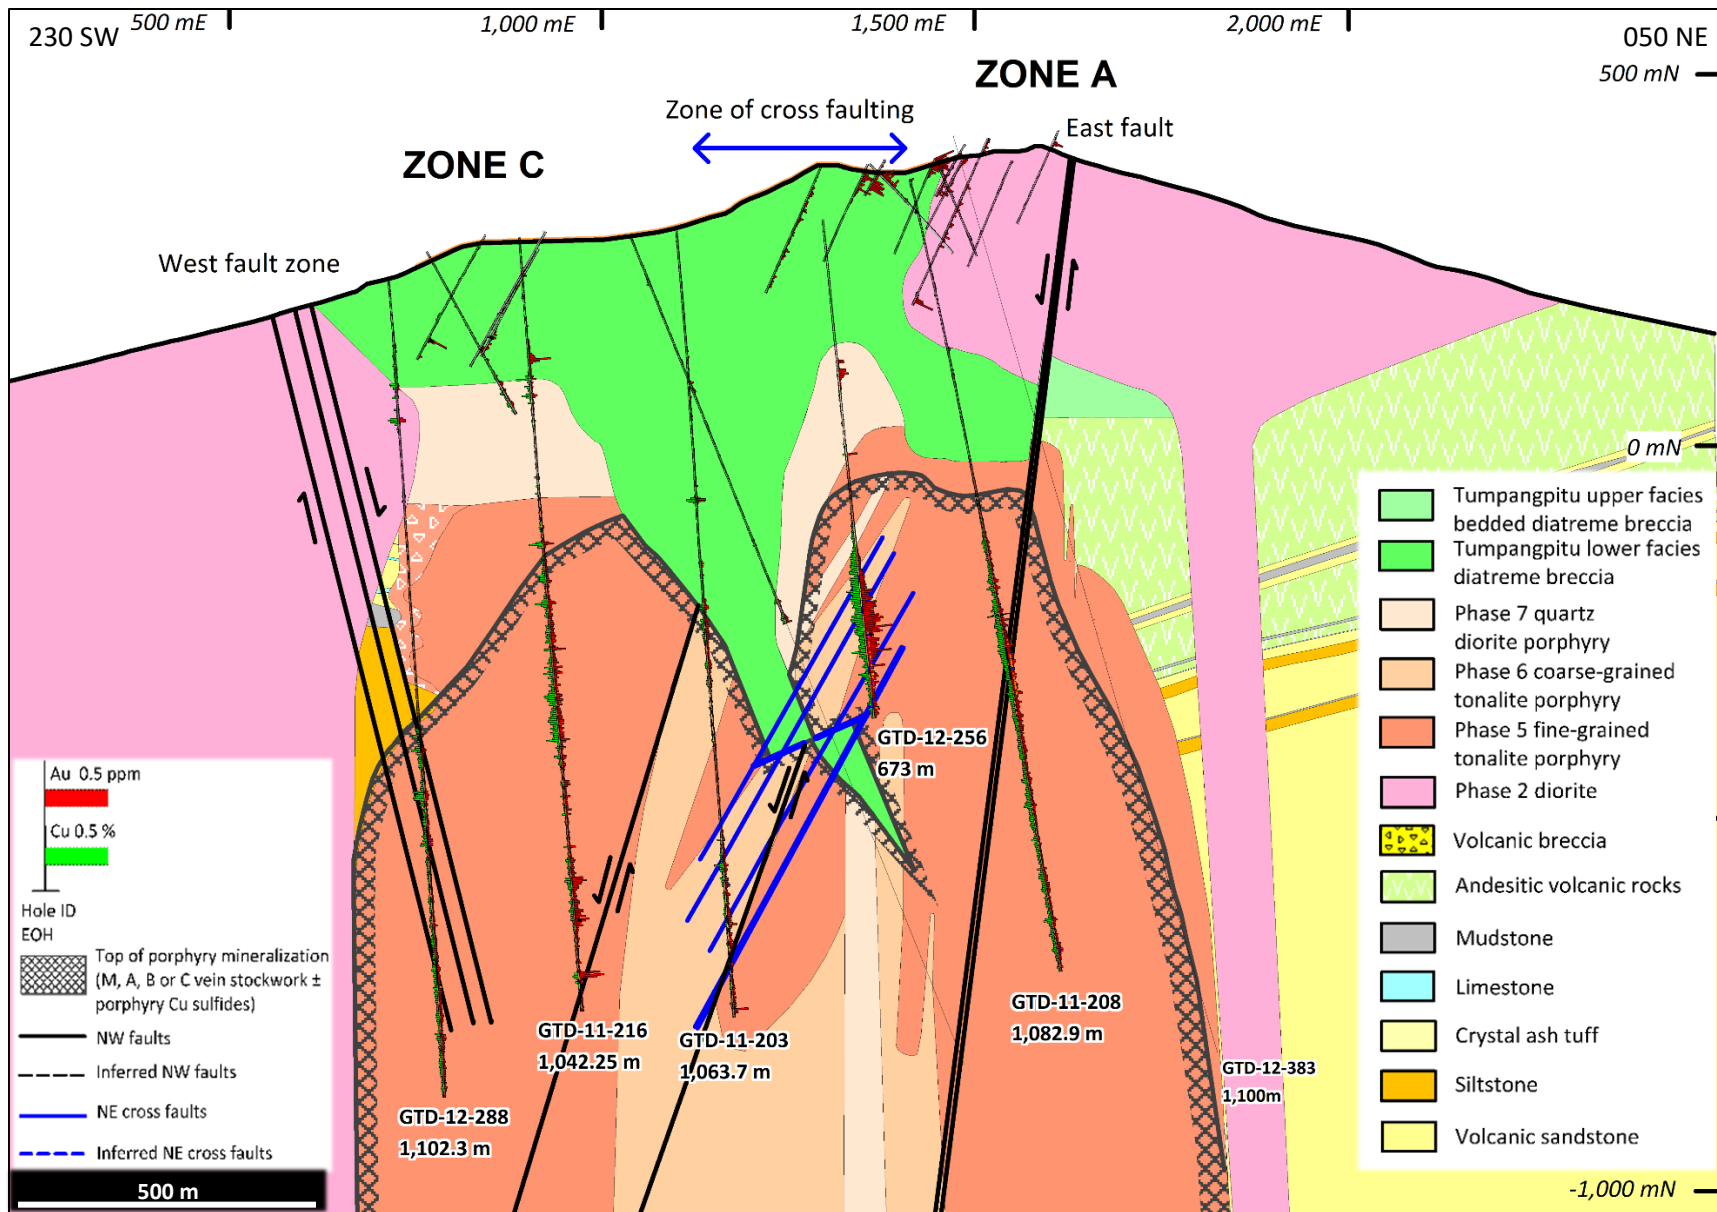 500 mE
1,000 mE
1,500 mE
2,000 mE
230 SW
050 NE
500 mN
ZONE A
Zone of cross faulting
East fault
ZONE C
West fault zone
0 mN
Tumpangpitu upper facies
bedded diatreme breccia
Tumpangpitu lower facies
diatreme breccia
Phase 7 quartz
diorite porphyry
Phase 6 coarse-grained
tonalite porphyry
Phase 5 fine-grained
tonalite porphyry
Phase 2 diorite
Volcanic breccia
Andesitic volcanic rocks
Mudstone
Limestone
Crystal ash tuff
Siltstone
Volcanic sandstone
-1,000 mN
GTD-12-256
673 m
GTD-11-208
1,082.9 m
GTD-12-383
1,100m
GTD-11-216
1,042.25 m
GTD-11-203
1,063.7 m
GTD-12-288
1,102.3 m
Au 0.5 ppm
Cu 0.5 %
Hole ID
EOH
Top of porphyry mineralization
(M, A, B or C vein stockwork ±
porphyry Cu sulfides)
NW faults
Inferred NW faults
NE cross faults
Inferred NE cross faults
500 m